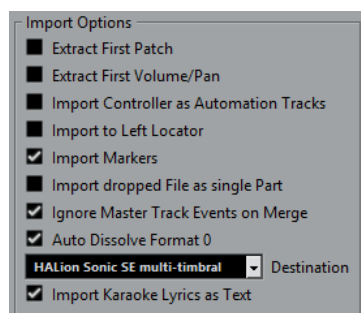 Import Options
Extract First Patch
Extract First Volume/Pan
Import Controller as Automation Tracks
Import to Left Locator
Import Markers
Import dropped File as single Part
Ignore Master Track Events on Merge
Auto Dissolve Format 0
HALion Sonic SE multi-timbral Destination
Import Karaoke Lyrics as Text